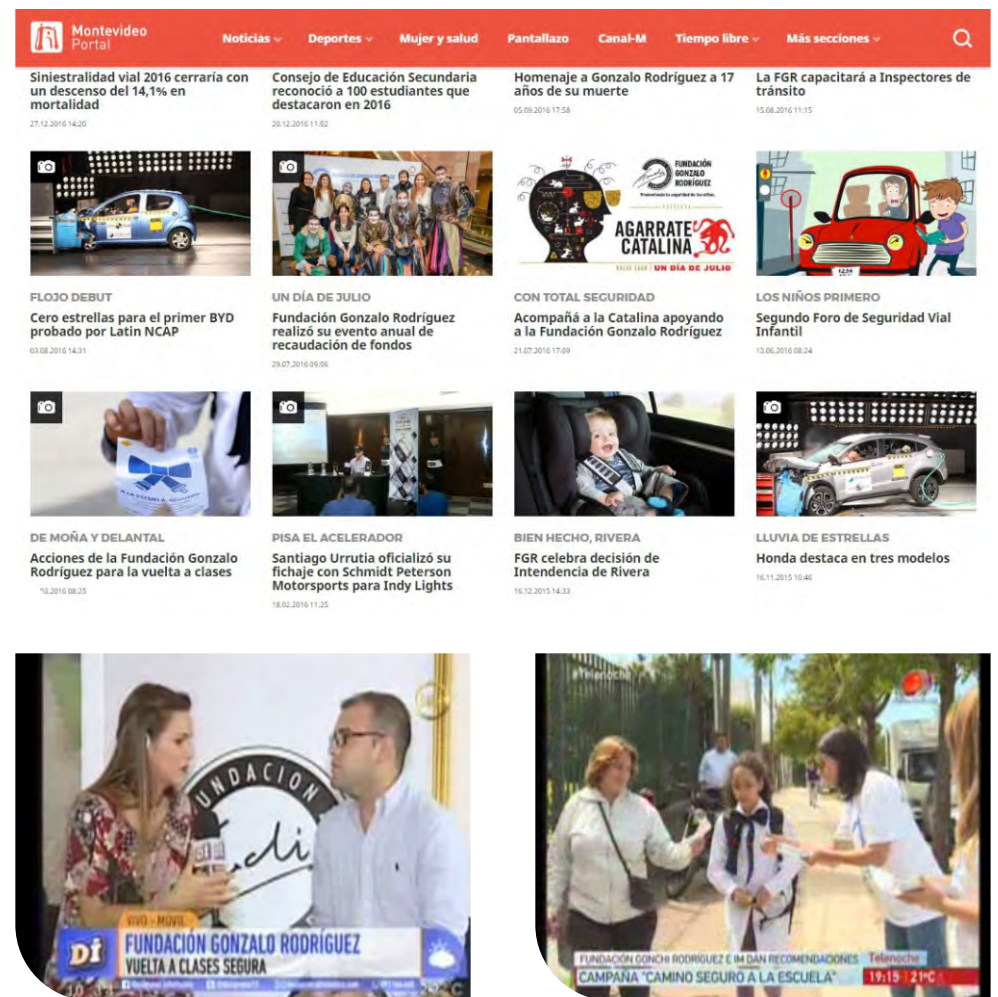 Montevideo
Portal
Noticias
Deportes
Mujer y salud
Pantallazo
Canal-M
Tiempo libre
Más secciones
Siniestralidad vial 2016 cerraría con
un descenso del 14,1% en
mortalidad
27.12.2016 14:20
Consejo de Educación Secundaria
reconoció a 100 estudiantes que
destacaron en 2016
20.12.2016 11:02
Homenaje a Gonzalo Rodríguez a 17
años de su muerte
05.09.2016 17:58
La FGR capacitará a Inspectores de
tránsito
15.08.2016 11:15
FUNDACIÓN
GONZALO
RODRÍGUEZ
AGARRATE
CATALINA
UN DÍA DE JULIO
FLOJO DEBUT
Cero estrellas para el primer BYD
probado por Latin NCAP
03.08.2016 14:31
UN DÍA DE JULIO
Fundación Gonzalo Rodríguez
realizó su evento anual de
recaudación de fondos
29.07.2016 09:06
CON TOTAL SEGURIDAD
Acompañá a la Catalina apoyando
a la Fundación Gonzalo Rodríguez
21.07.2016 17:09
LOS NIÑOS PRIMERO
Segundo Foro de Seguridad Vial
Infantil
13.06.2016 08:24
A LA ESCUELA
DE MOÑA Y DELANTAL
Acciones de la Fundación Gonzalo
Rodríguez para la vuelta a clases
.2016 08:25
PISA EL ACELERADOR
Santiago Urrutia oficializó su
fichaje con Schmidt Peterson
Motorsports para Indy Lights
18.02.2016 11:25
BIEN HECHO, RIVERA
FGR celebra decisión de
Intendencia de Rivera
16.12.2015 14:33
LLUVIA DE ESTRELLAS
Honda destaca en tres modelos
16.11.2015 10:46
FUNDACION
VIVO - MÓVIL
DÍ
FUNDACIÓN GONZALO RODRÍGUEZ
VUELTA A CLASES SEGURA
#Telenoche
FUNDACIÓN GONCHI RODRIGUEZ E IM DAN RECOMENDACIONES
Telenoche
CAMPAÑA "CAMINO SEGURO A LA ESCUELA"
19:15
21ºC